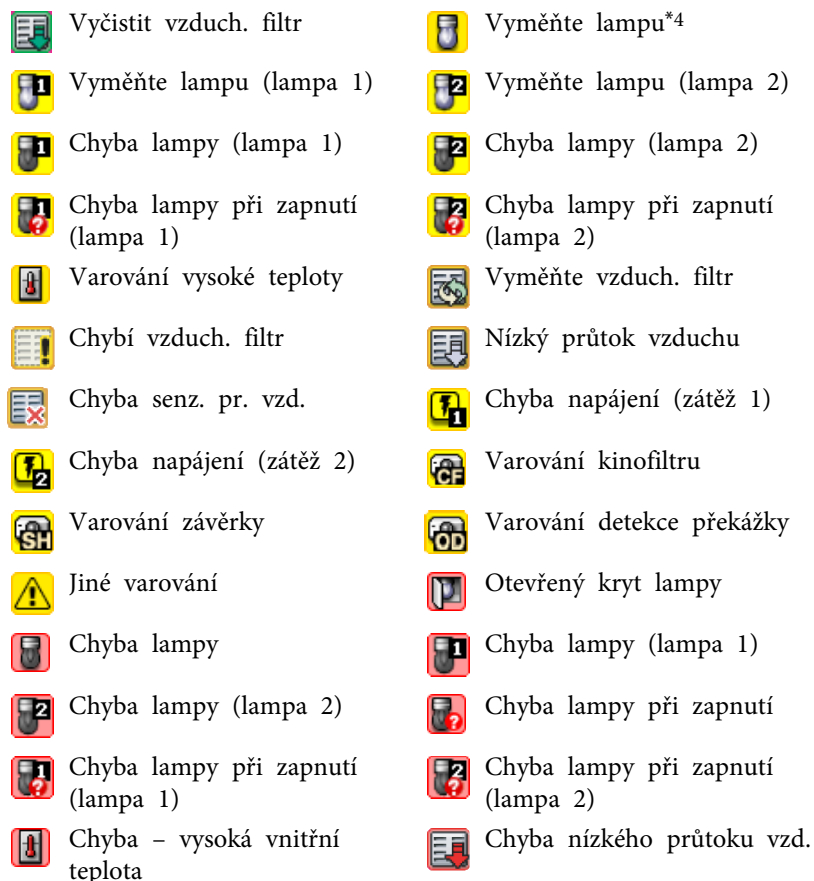 Vyčistit vzduch. filtr
Vyměňte lampu*4
Vyměňte lampu (lampa 1)
Vyměňte lampu (lampa 2)
Chyba lampy (lampa 1)
Chyba lampy (lampa 2)
Chyba lampy při zapnutí
(lampa 1)
Chyba lampy při zapnutí
(lampa 2)
Varování vysoké teploty
Vyměňte vzduch. filtr
Chybí vzduch. filtr
Nízký průtok vzduchu
Chyba senz. pr. vzd.
Chyba napájení (zátěž 1)
Chyba napájení (zátěž 2)
Varování kinofiltru
Varování závěrky
Varování detekce překážky
Jiné varování
Otevřený kryt lampy
Chyba lampy
Chyba lampy (lampa 1)
Chyba lampy (lampa 2)
Chyba lampy při zapnutí
Chyba lampy při zapnutí
(lampa 1)
Chyba lampy při zapnutí
(lampa 2)
Chyba – vysoká vnitřní
teplota
Chyba nízkého průtoku vzd.